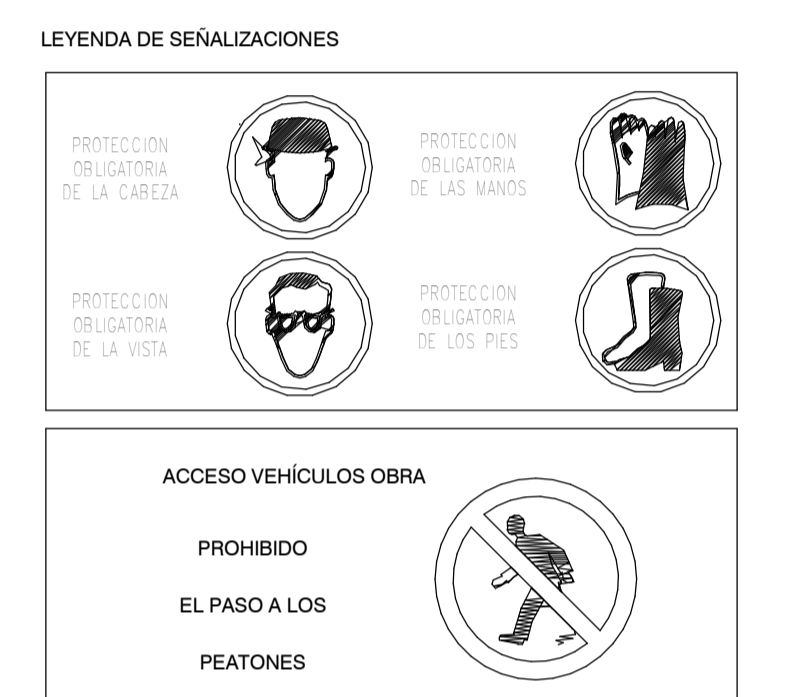 LEYENDA DE SEÑALIZACIONES
PROTECCION
OBLIGATORIA
DE LA CABEZA
PROTECCION
OBLIGATORIA
DE LAS MANOS
PROTECCION
OBLIGATORIA
DE LA VISTA
PROTECCION
OBLIGATORIA
DE LOS PIES
ACCESO VEHÍCULOS OBRA
PROHIBIDO
EL PASO A LOS
PEATONES